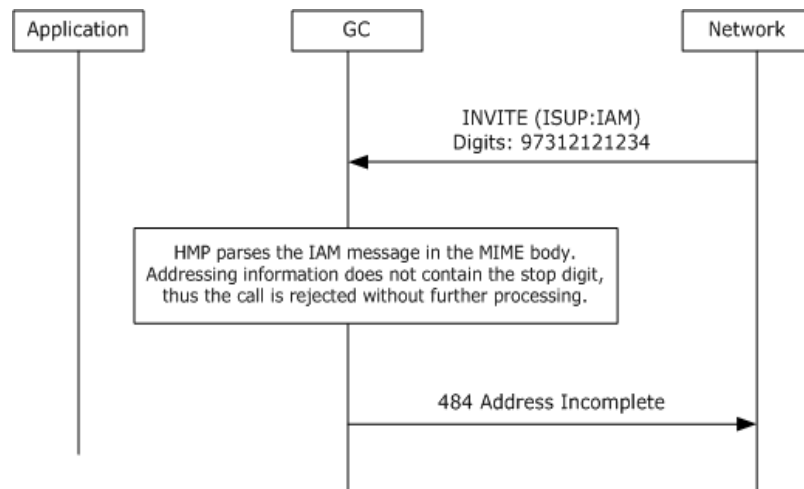 Application
GC
Network
INVITE (ISUP:IAM)
Digits: 97312121234
HMP parses the IAM message in the MIME body.
Addressing information does not contain the stop digit,
thus the call is rejected without further processing.
484 Address Incomplete